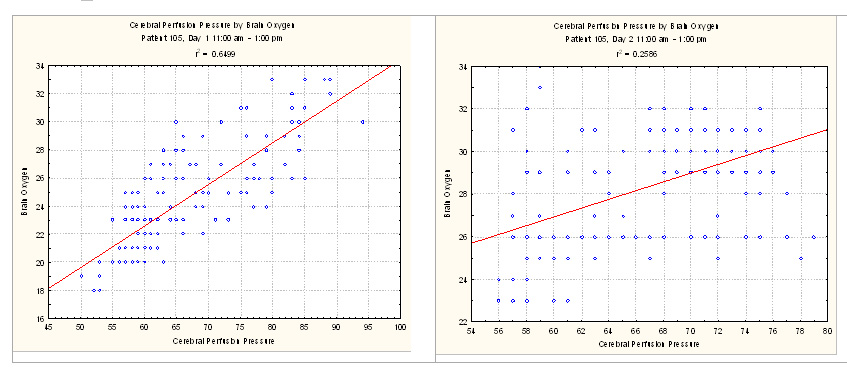 Cerebral Perfusion Pressure by Brain Oxygen
Patient 105, Day 1 11:00 am - 1:00 pm
r² = 0.6499
34
32
30
28
26
24
22
20
18
16
Brain Oxygen
45 50 55 60 65 70 75 80 85 90 95 100
Cerebral Perfusion Pressure
Cerebral Perfusion Pressure by Brain Oxygen
Patient 105, Day 2 11:00 am - 1:00 pm
r² = 0.2586
34
32
30
28
26
24
22
Brain Oxygen
54 56 58 60 62 64 66 68 70 72 74 76 78 80
Cerebral Perfusion Pressure